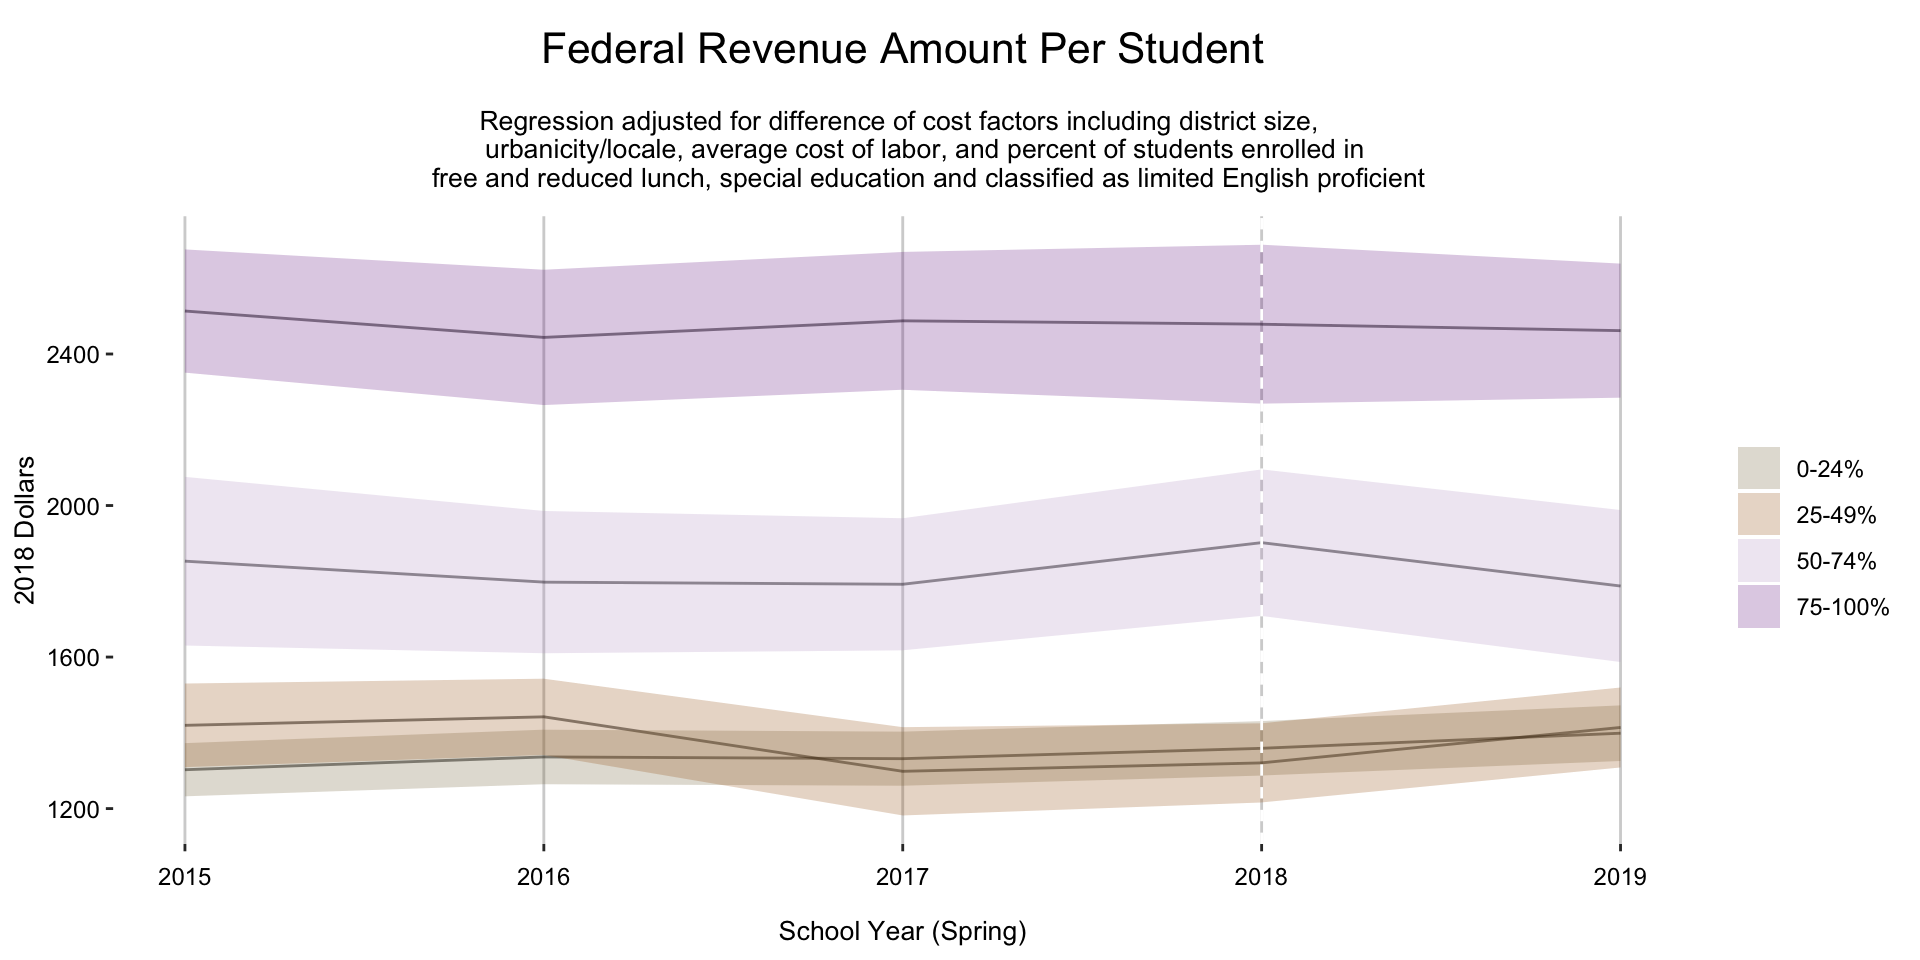 Federal Revenue Amount Per Student
Regression adjusted for difference of cost factors including district size,
urbanicity/locale, average cost of labor, and percent of students enrolled in
free and reduced lunch, special education and classified as limited English proficient
2400
2000
1600
1200
2018 Dollars
0-24%
25-49%
50-74%
75-100%
2015
2016
2017
2018
2019
School Year (Spring)